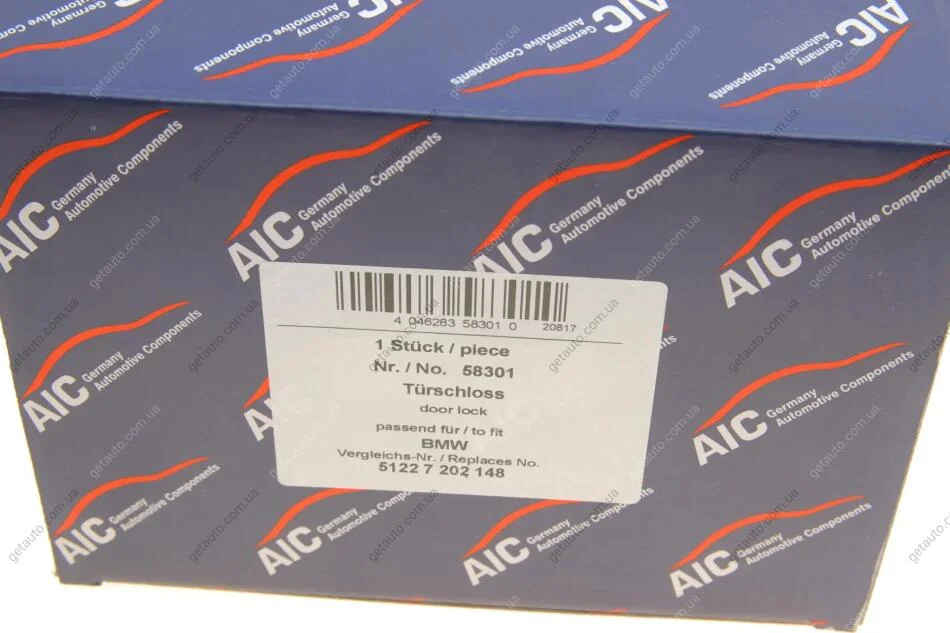 AIC Germany
Automotive Components
4 046283 58301 0 20817
1 Stück / piece
Nr. / No. 58301
Türschloss
door lock
passend für / to fit
BMW
Vergleichs-Nr. / Replaces No.
5122 7 202 148
getauto.com.ua